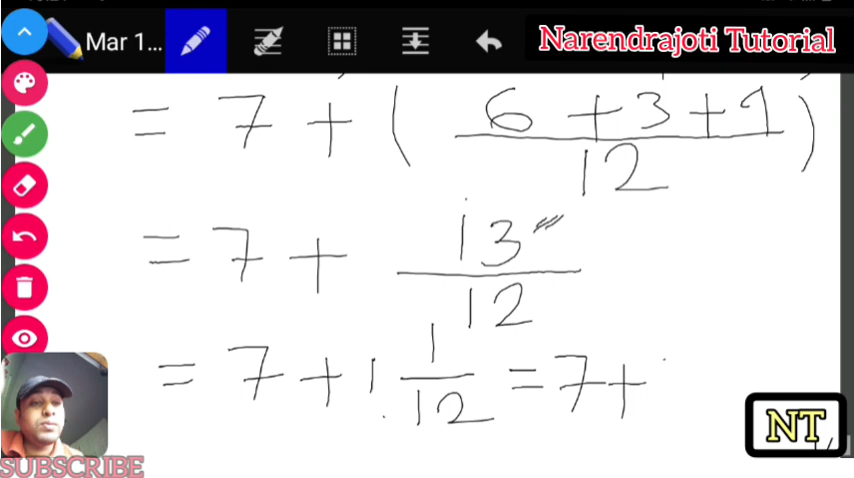 Mar 1...
Narendrajoti Tutorial
= 7 + ( 6 + 3 + 4 / 12 )
= 7 + 13 / 12
= 7 + 1 1/12 = 7 +
NT
SUBSCRIBE